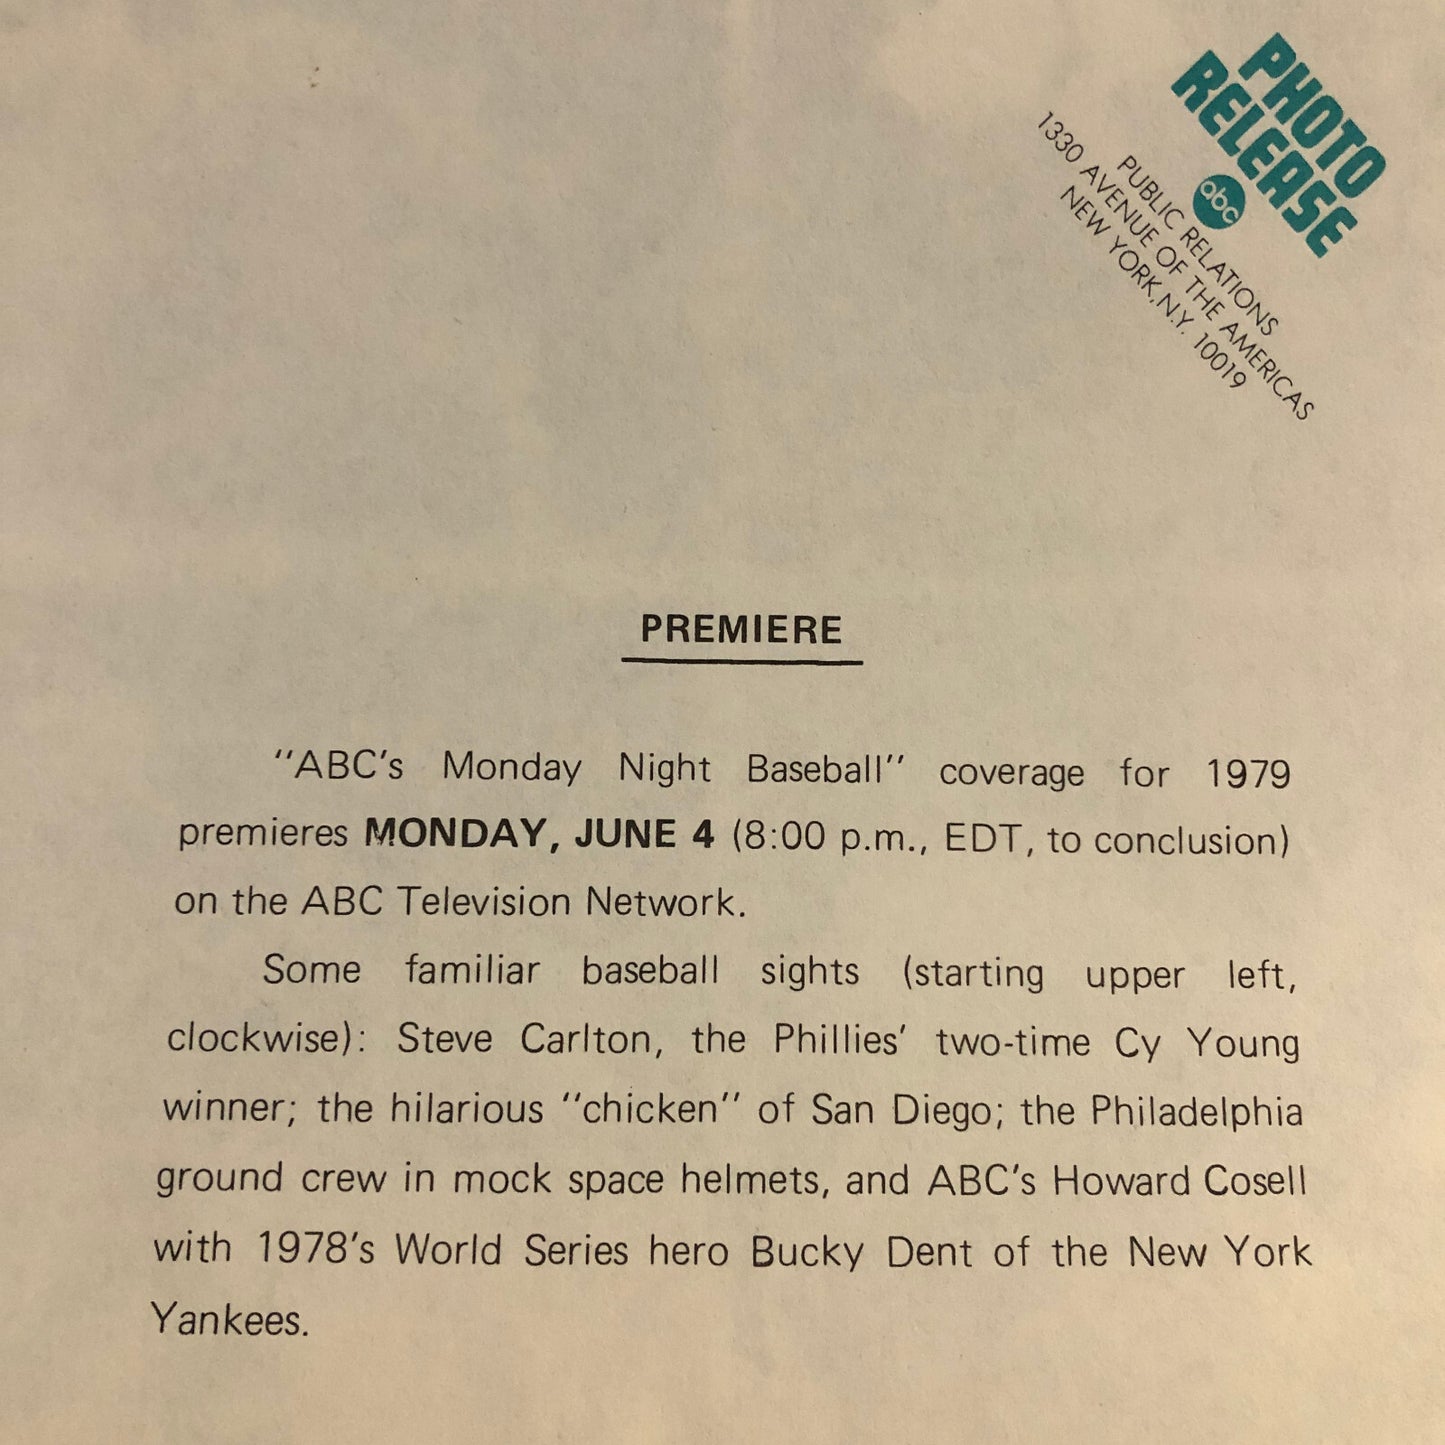 PHOTO
RELEASE
abc
PUBLIC RELATIONS
1330 AVENUE OF THE AMERICAS
NEW YORK, N.Y. 10019
PREMIERE
"ABC's Monday Night Baseball" coverage for 1979
premieres MONDAY, JUNE 4 (8:00 p.m., EDT, to conclusion)
on the ABC Television Network.
Some familiar baseball sights (starting upper left,
clockwise): Steve Carlton, the Phillies' two-time Cy Young
winner; the hilarious "chicken" of San Diego; the Philadelphia
ground crew in mock space helmets, and ABC's Howard Cosell
with 1978's World Series hero Bucky Dent of the New York
Yankees.